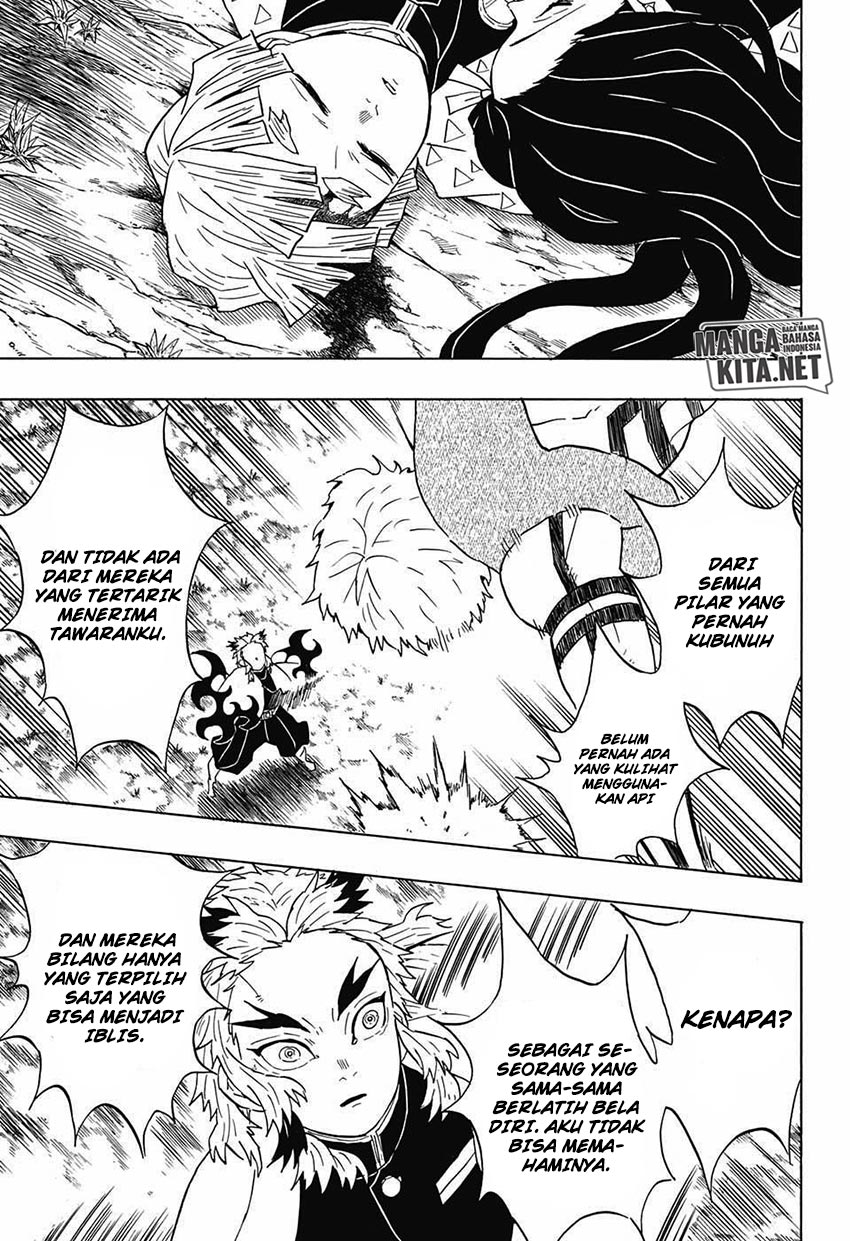 MANGA
BACA MANGA
BAHASA
INDONESIA
KITA.NET
DARI
SEMUA
PILAR YANG
PERNAH
KUBUNUH
BELUM
PERNAH ADA
YANG KULIHAT
MENGGUNA-
KAN API
DAN TIDAK ADA
DARI MEREKA
YANG TERTARIK
MENERIMA
TAWARANKU.
KENAPA?
SEBAGAI SE-
SEORANG YANG
SAMA-SAMA
BERLATIH BELA
DIRI. AKU TIDAK
BISA MEMA-
HAMINYA.
DAN MEREKA
BILANG HANYA
YANG TERPILIH
SAJA YANG
BISA MENJADI
IBLIS.